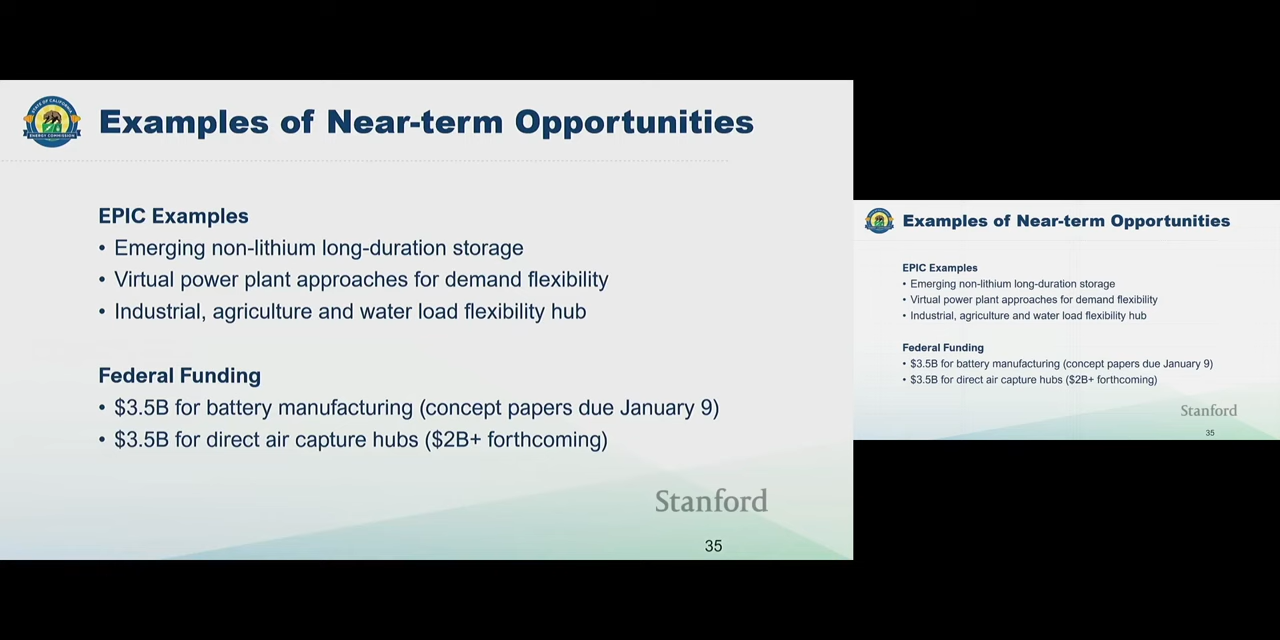 STATE OF CALIFORNIA
ENERGY COMMISSION
Examples of Near-term Opportunities
EPIC Examples
• Emerging non-lithium long-duration storage
• Virtual power plant approaches for demand flexibility
• Industrial, agriculture and water load flexibility hub
Federal Funding
• $3.5B for battery manufacturing (concept papers due January 9)
• $3.5B for direct air capture hubs ($2B+ forthcoming)
Stanford
35
Examples of Near-term Opportunities
EPIC Examples
• Emerging non-lithium long-duration storage
• Virtual power plant approaches for demand flexibility
• Industrial, agriculture and water load flexibility hub
Federal Funding
• $3.5B for battery manufacturing (concept papers due January 9)
• $3.5B for direct air capture hubs ($2B+ forthcoming)
Stanford
35